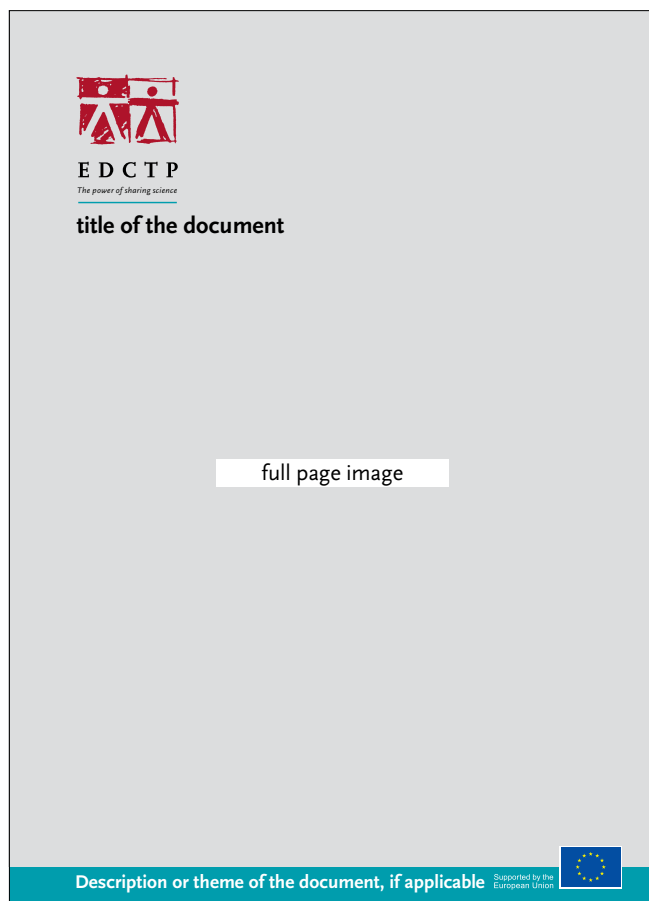 EDCTP
The power of sharing science
title of the document
full page image
Description or theme of the document, if applicable
Supported by the
European Union